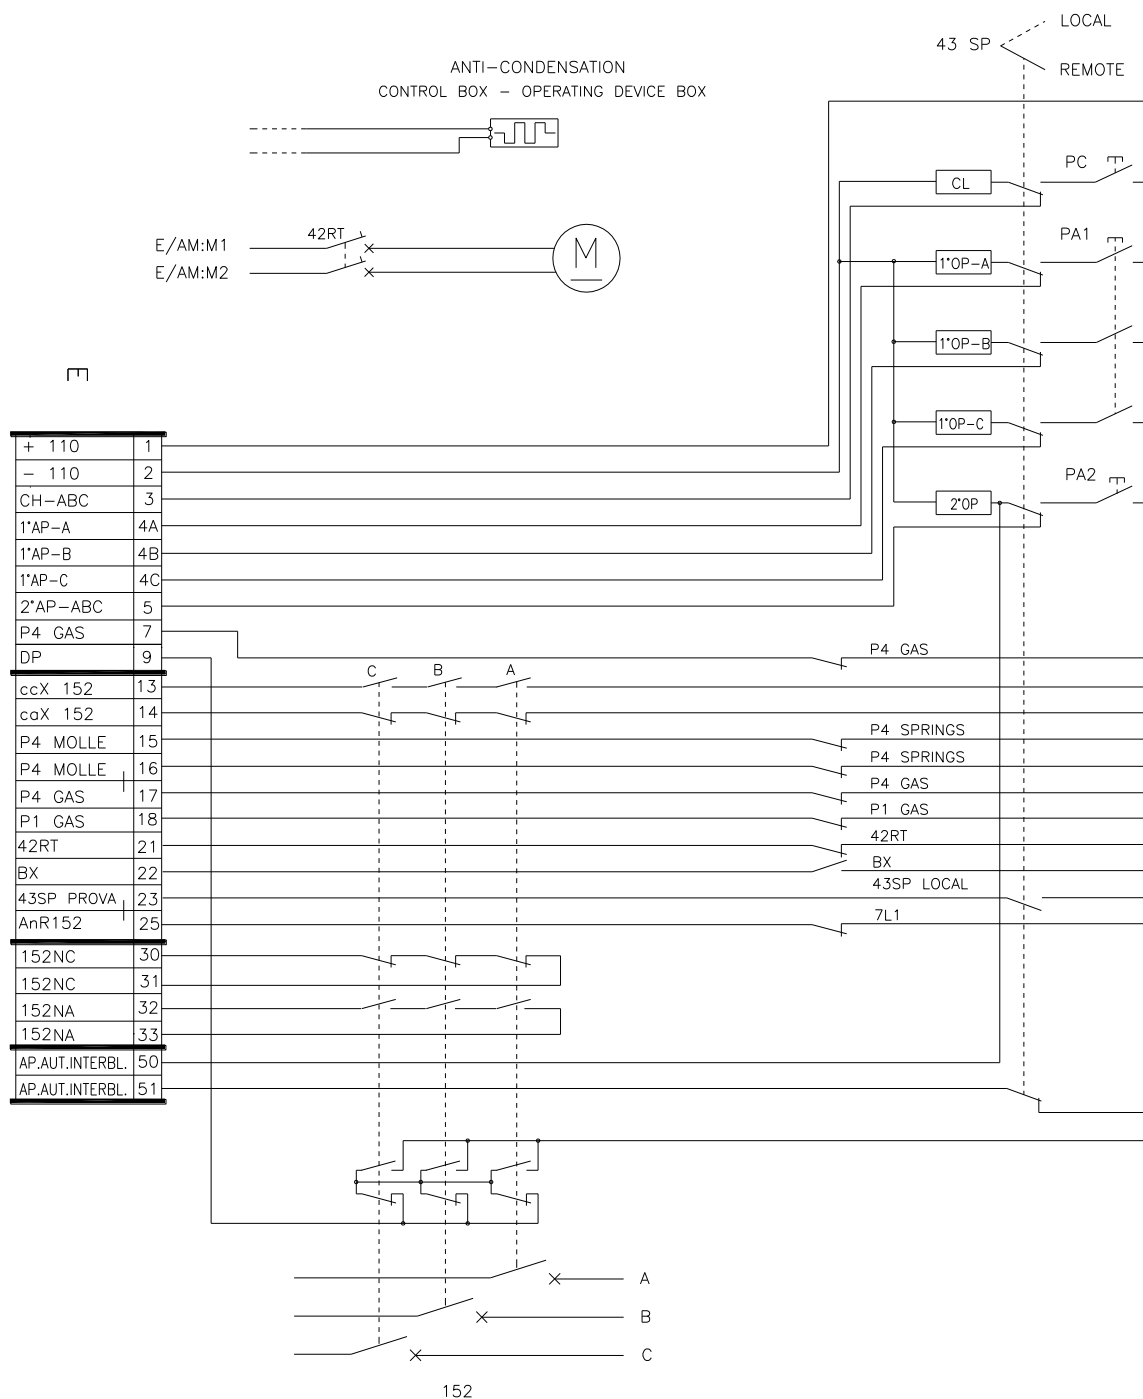 LOCAL
43 SP
REMOTE
ANTI-CONDENSATION
CONTROL BOX - OPERATING DEVICE BOX
PC
CL
42RT
E/AM:M1
E/AM:M2
M
PA1
1°OP-A
1°OP-B
1°OP-C
PA2
2°OP
E
+ 110 1
- 110 2
CH-ABC 3
1°AP-A 4A
1°AP-B 4B
1°AP-C 4C
2°AP-ABC 5
P4 GAS 7
DP 9
ccX 152 13
caX 152 14
P4 MOLLE 15
P4 MOLLE 16
P4 GAS 17
P1 GAS 18
42RT 21
BX 22
43SP PROVA 23
AnR152 25
152NC 30
152NC 31
152NA 32
152NA 33
AP.AUT.INTERBL. 50
AP.AUT.INTERBL. 51
C B A
P4 GAS
P4 SPRINGS
P4 SPRINGS
P4 GAS
P1 GAS
42RT
BX
43SP LOCAL
7L1
A
B
C
152